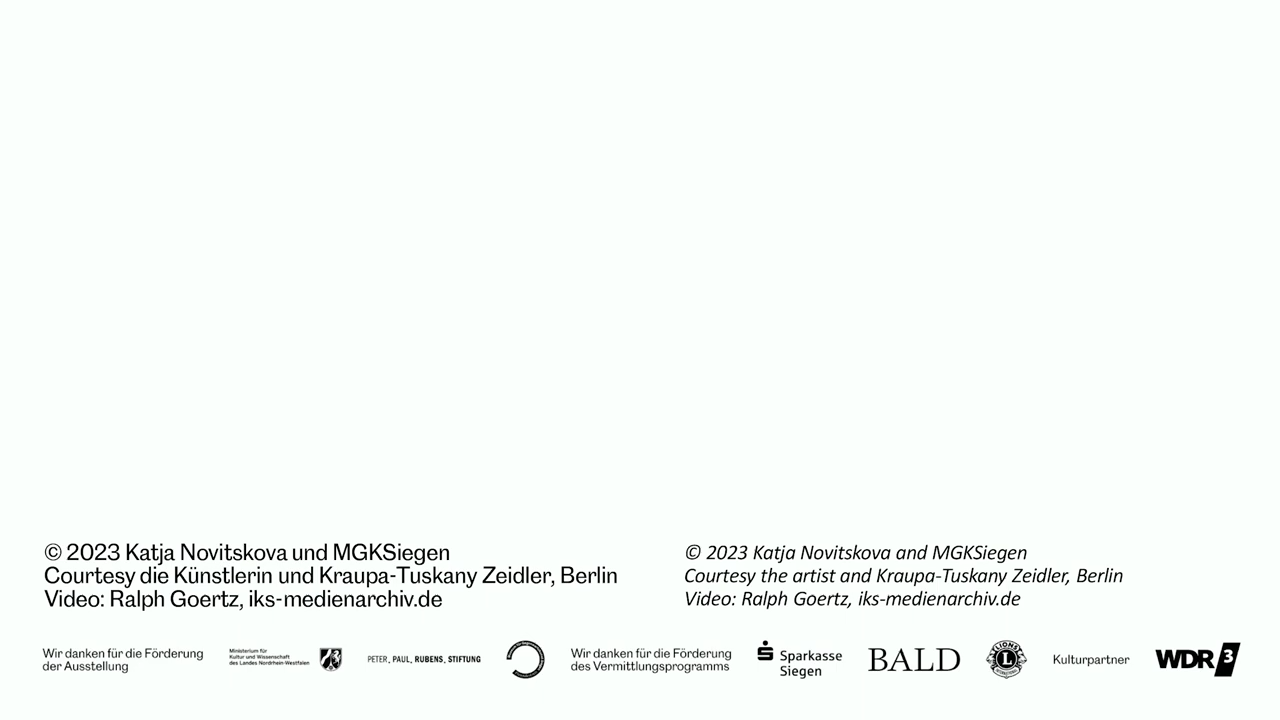 © 2023 Katja Novitskova und MGKSiegen
Courtesy die Künstlerin und Kraupa-Tuskany Zeidler, Berlin
Video: Ralph Goertz, iks-medienarchiv.de
© 2023 Katja Novitskova and MGKSiegen
Courtesy the artist and Kraupa-Tuskany Zeidler, Berlin
Video: Ralph Goertz, iks-medienarchiv.de
Wir danken für die Förderung
der Ausstellung
Ministerium für
Kultur und Wissenschaft
des Landes Nordrhein-Westfalen
PETER, PAUL, RUBENS, STIFTUNG
Wir danken für die Förderung
des Vermittlungsprogramms
Sparkasse
Siegen
BALD
LIONS
L
INTERNATIONAL
Kulturpartner
WDR 3